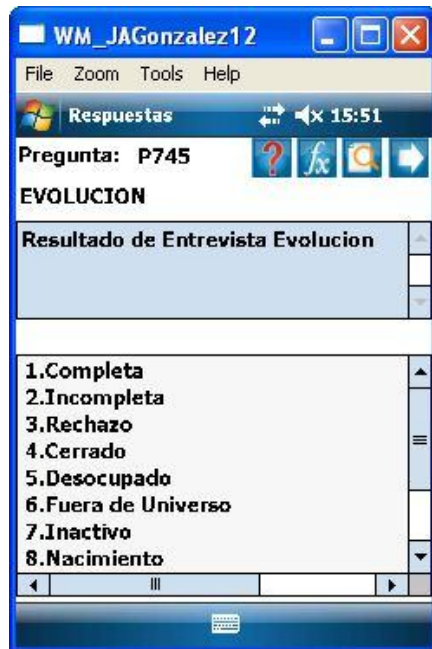 WM_JAGonzalez12
File Zoom Tools Help
Respuestas 15:51
Pregunta: P745
EVOLUCION
Resultado de Entrevista Evolucion
1.Completa
2.Incompleta
3.Rechazo
4.Cerrado
5.Desocupado
6.Fuera de Universo
7.Inactivo
8.Nacimiento